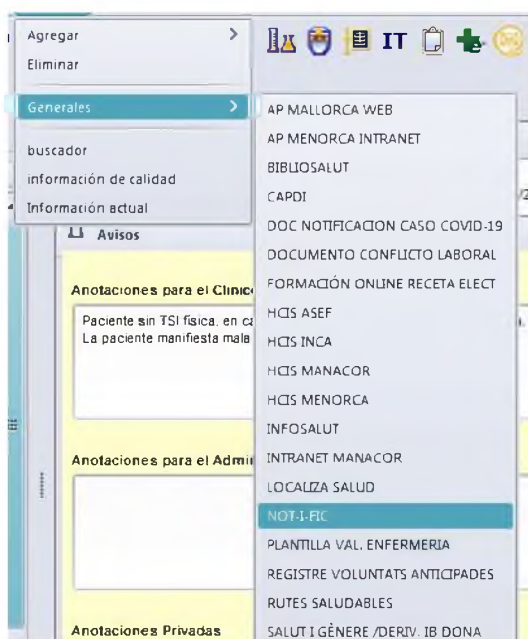 Agregar >
Eliminar
Generales >
buscador
información de calidad
Información actual
IT
AP MALLORCA WEB
AP MENORCA INTRANET
BIBLIOSALUT
CAPDI
DOC NOTIFICACION CASO COVID-19
DOCUMENTO CONFLICTO LABORAL
FORMACIÓN ONLINE RECETA ELECT
HCIS ASEF
HCIS INCA
HCIS MANACOR
HCIS MENORCA
INFOSALUT
INTRANET MANACOR
LOCALIZA SALUD
NOT-I-FIC
PLANTILLA VAL. ENFERMERIA
REGISTRE VOLUNTATS ANTICIPADES
RUTES SALUDABLES
SALUT I GÈNERE /DERIV. IB DONA
Avisos
Anotaciones para el Clínic
Paciente sin TSI física, en ca
La paciente manifiesta mala
Anotaciones para el Admi
Anotaciones Privadas